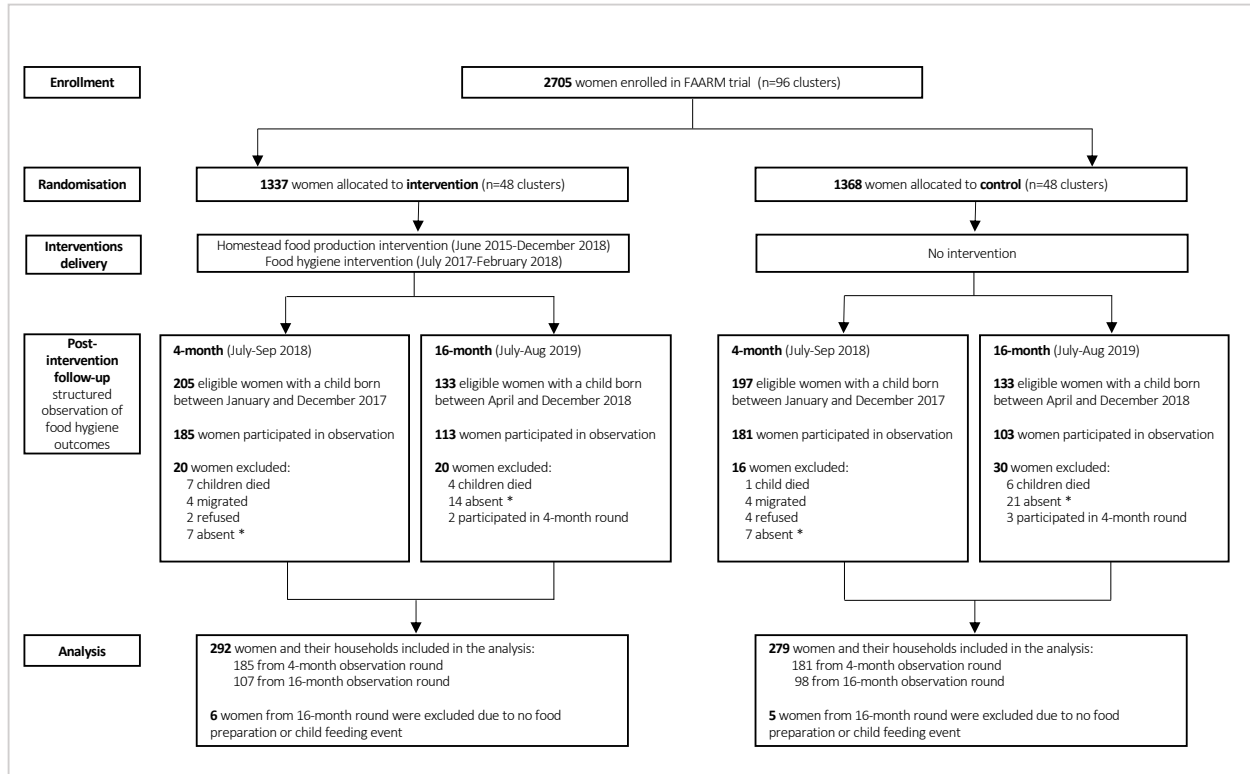 Enrollment
2705 women enrolled in FAARM trial (n=96 clusters)
Randomisation
1337 women allocated to intervention (n=48 clusters)
1368 women allocated to control (n=48 clusters)
Interventions
delivery
Homestead food production intervention (June 2015-December 2018)
Food hygiene intervention (July 2017-February 2018)
No intervention
Post-
intervention
follow-up
structured
observation of
food hygiene
outcomes
4-month (July-Sep 2018)
205 eligible women with a child born
between January and December 2017
185 women participated in observation
20 women excluded:
7 children died
4 migrated
2 refused
7 absent *
16-month (July-Aug 2019)
133 eligible women with a child born
between April and December 2018
113 women participated in observation
20 women excluded:
4 children died
14 absent *
2 participated in 4-month round
4-month (July-Sep 2018)
197 eligible women with a child born
between January and December 2017
181 women participated in observation
16 women excluded:
1 child died
4 migrated
4 refused
7 absent *
16-month (July-Aug 2019)
133 eligible women with a child born
between April and December 2018
103 women participated in observation
30 women excluded:
6 children died
21 absent *
3 participated in 4-month round
Analysis
292 women and their households included in the analysis:
185 from 4-month observation round
107 from 16-month observation round
6 women from 16-month round were excluded due to no food
preparation or child feeding event
279 women and their households included in the analysis:
181 from 4-month observation round
98 from 16-month observation round
5 women from 16-month round were excluded due to no food
preparation or child feeding event